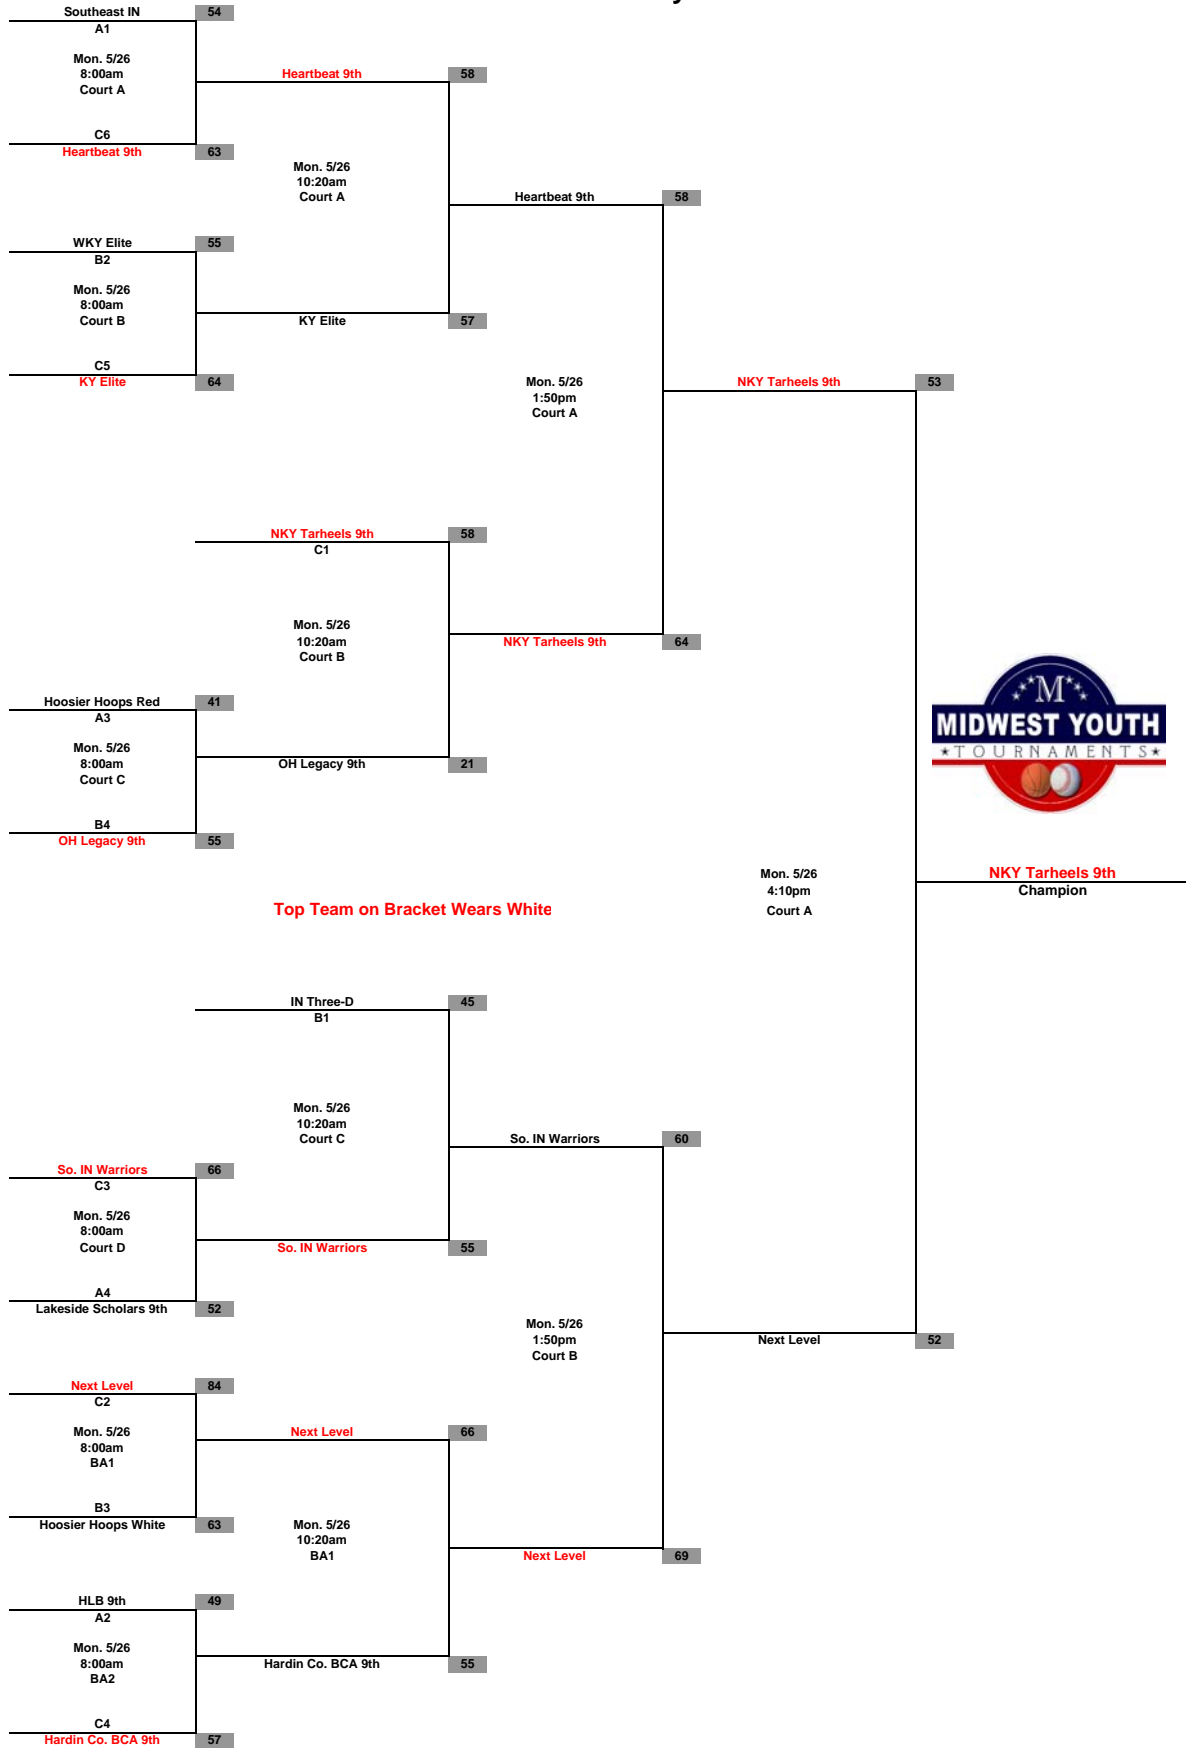 Southeast IN 54
A1
Mon. 5/26
8:00am
Court A
C6
Heartbeat 9th 63
Heartbeat 9th 58
Mon. 5/26
10:20am
Court A
WKY Elite 55
B2
Mon. 5/26
8:00am
Court B
C5
KY Elite 64
KY Elite 57
Heartbeat 9th 58
Mon. 5/26
1:50pm
Court A
NKY Tarheels 9th 53
NKY Tarheels 9th 58
C1
Mon. 5/26
10:20am
Court B
NKY Tarheels 9th 64
Hoosier Hoops Red 41
A3
Mon. 5/26
8:00am
Court C
B4
OH Legacy 9th 55
OH Legacy 9th 21
M
MIDWEST YOUTH
TOURNAMENTS
NKY Tarheels 9th
Champion
Mon. 5/26
4:10pm
Court A
Top Team on Bracket Wears White
IN Three-D 45
B1
Mon. 5/26
10:20am
Court C
So. IN Warriors 60
So. IN Warriors 66
C3
Mon. 5/26
8:00am
Court D
A4
Lakeside Scholars 9th 52
So. IN Warriors 55
Mon. 5/26
1:50pm
Court B
Next Level 52
Next Level 84
C2
Mon. 5/26
8:00am
BA1
B3
Hoosier Hoops White 63
Next Level 66
Mon. 5/26
10:20am
BA1
Next Level 69
HLB 9th 49
A2
Mon. 5/26
8:00am
BA2
C4
Hardin Co. BCA 9th 57
Hardin Co. BCA 9th 55